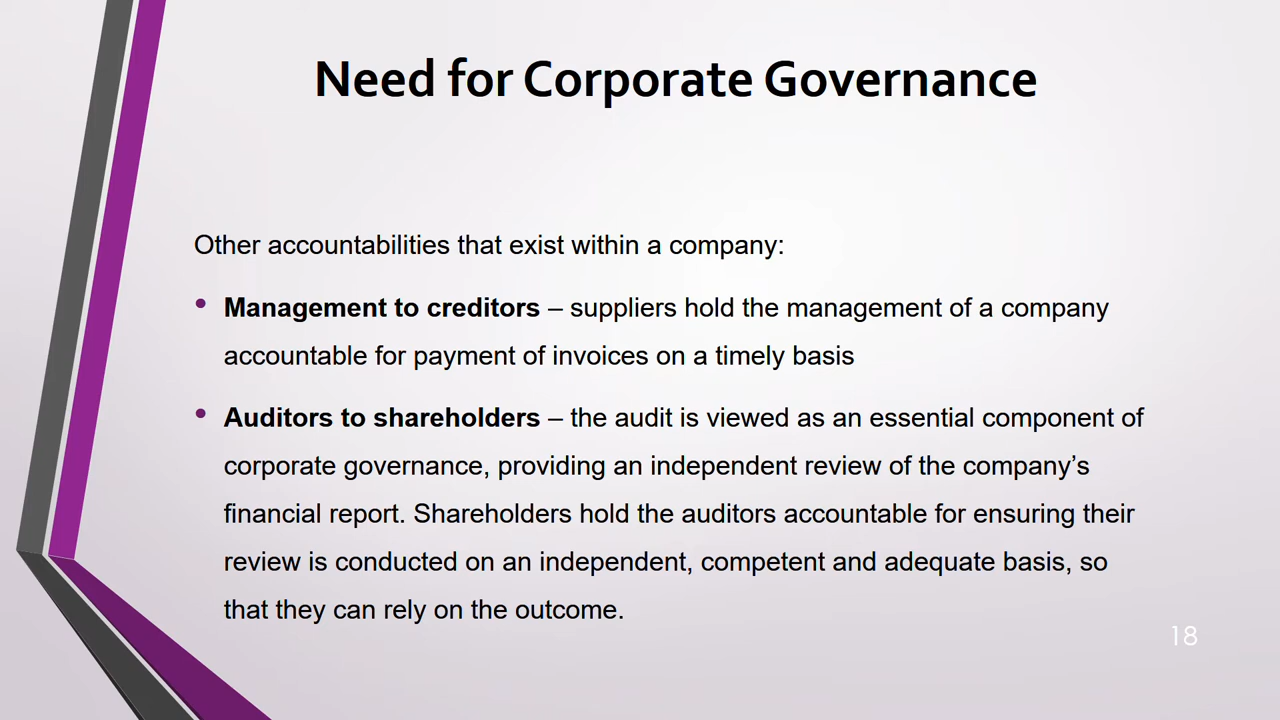 Need for Corporate Governance
Other accountabilities that exist within a company:
• Management to creditors – suppliers hold the management of a company
accountable for payment of invoices on a timely basis
• Auditors to shareholders – the audit is viewed as an essential component of
corporate governance, providing an independent review of the company’s
financial report. Shareholders hold the auditors accountable for ensuring their
review is conducted on an independent, competent and adequate basis, so
that they can rely on the outcome.
18